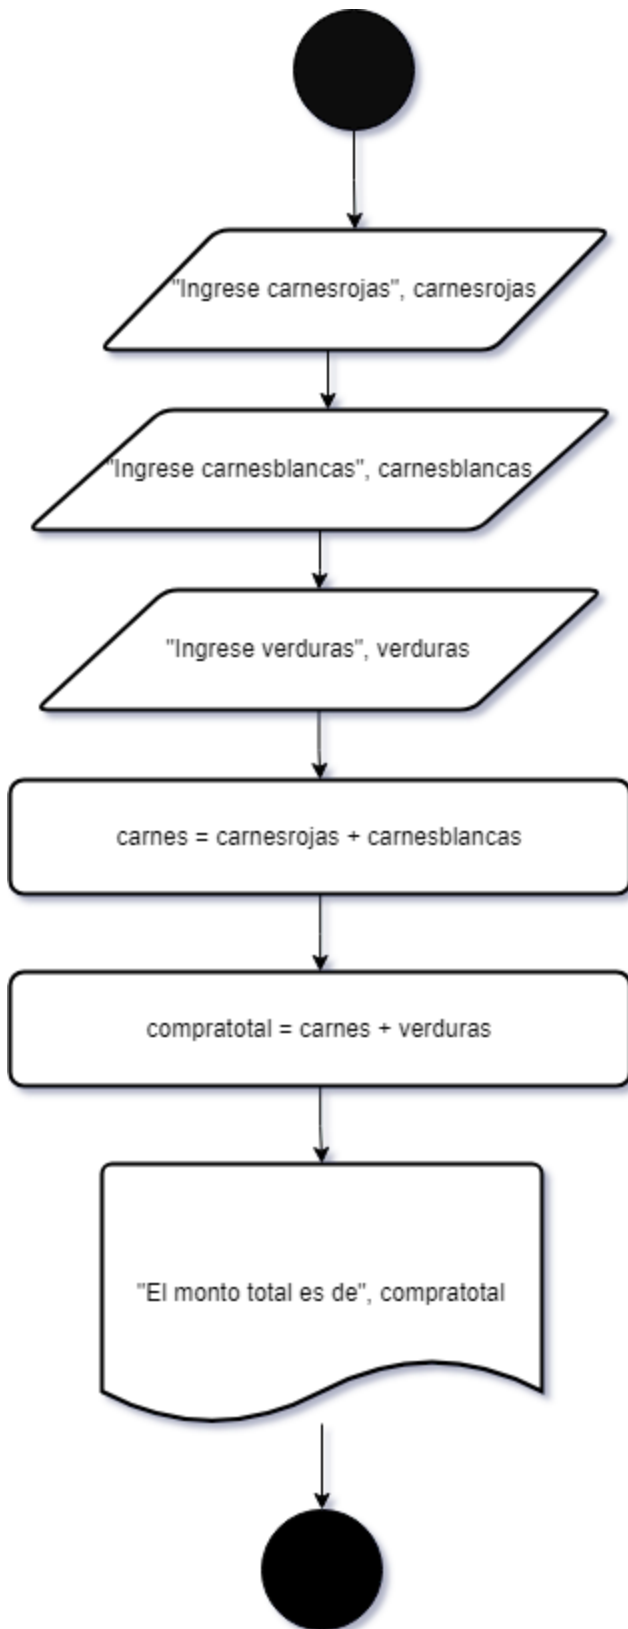 "Ingrese carnesrojas", carnesrojas
"Ingrese carnesblancas", carnesblancas
"Ingrese verduras", verduras
carnes = carnesrojas + carnesblancas
compratotal = carnes + verduras
"El monto total es de", compratotal